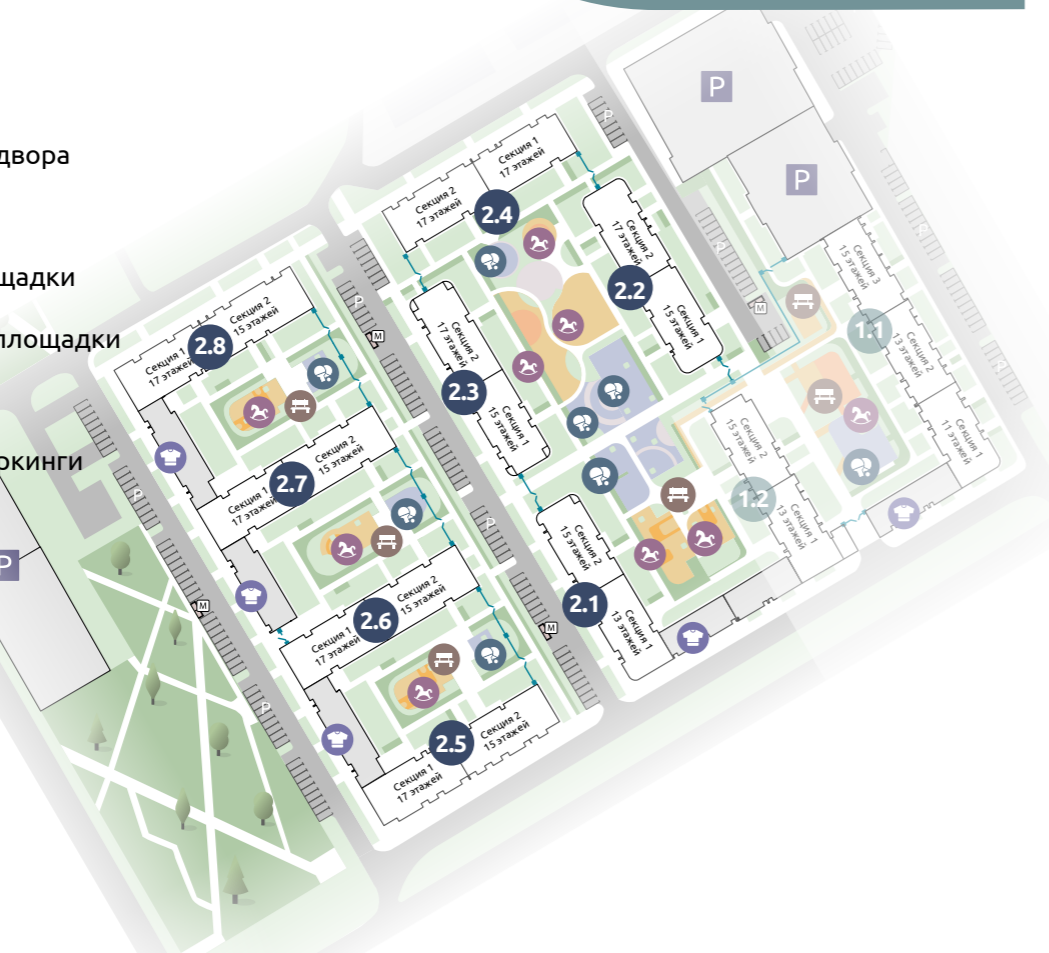 двора
щадки
площадки
окинги
P
P
P
P
P
P
P
P
P
P
P
P
P
M
M
M
M
Секция 1
17 этажей
Секция 2
17 этажей
2.4
Секция 2
17 этажей
2.2
Секция 1
15 этажей
Секция 3
15 этажей
1.1
Секция 2
13 этажей
Секция 1
11 этажей
Секция 2
15 этажей
2.8
Секция 1
17 этажей
Секция 2
17 этажей
2.3
Секция 1
15 этажей
Секция 2
15 этажей
1.2
Секция 1
13 этажей
Секция 2
15 этажей
2.7
Секция 1
17 этажей
Секция 2
15 этажей
2.1
Секция 1
13 этажей
Секция 2
15 этажей
2.6
Секция 1
17 этажей
Секция 2
15 этажей
2.5
Секция 1
17 этажей